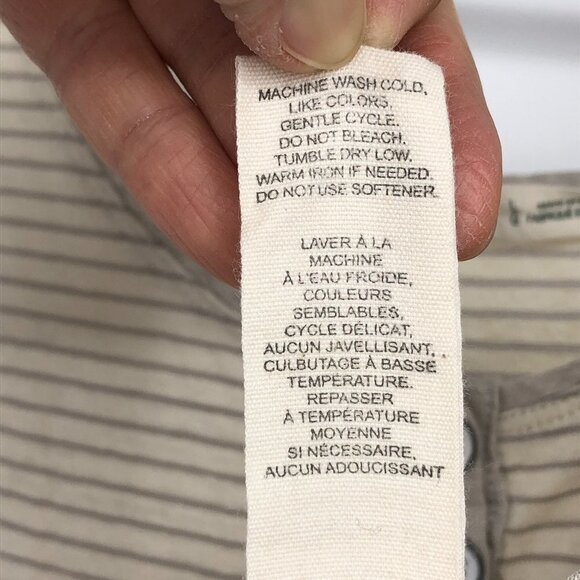 MACHINE WASH COLD,
LIKE COLORS.
GENTLE CYCLE.
DO NOT BLEACH.
TUMBLE DRY LOW.
WARM IRON IF NEEDED.
DO NOT USE SOFTENER.
LAVER À LA
MACHINE
À L'EAU FROIDE,
COULEURS
SEMBLABLES,
CYCLE DÉLICAT,
AUCUN JAVELLISANT,
CULBUTAGE À BASSE
TEMPÉRATURE.
REPASSER
À TEMPÉRATURE
MOYENNE
SI NÉCESSAIRE,
AUCUN ADOUCISSANT